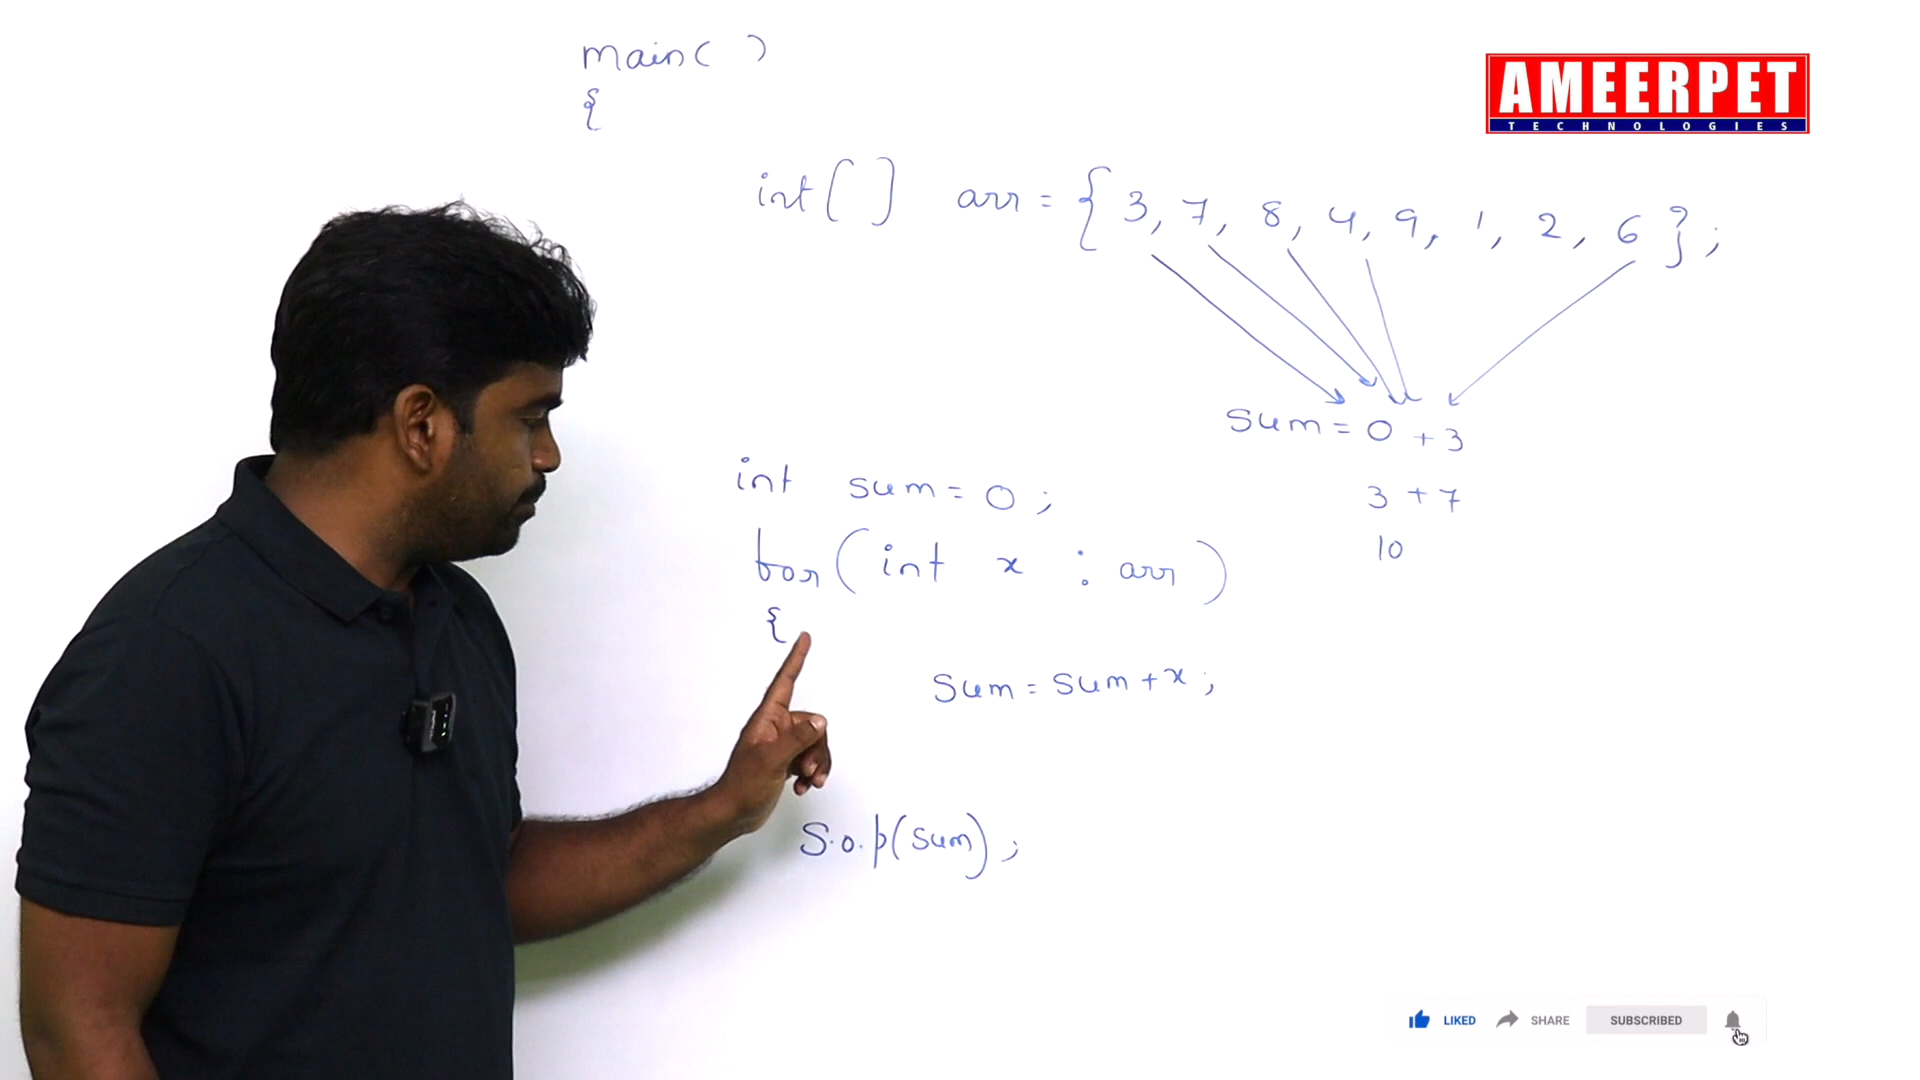 main( )
{
AMEERPET
TECHNOLOGIES
int[ ] arr = { 3, 7, 8, 4, 9, 1, 2, 6 };
sum = 0 + 3
3 + 7
10
int sum = 0 ;
for( int x : arr )
{
sum = sum + x ;
S.o.p(sum) ;
LIKED SHARE SUBSCRIBED